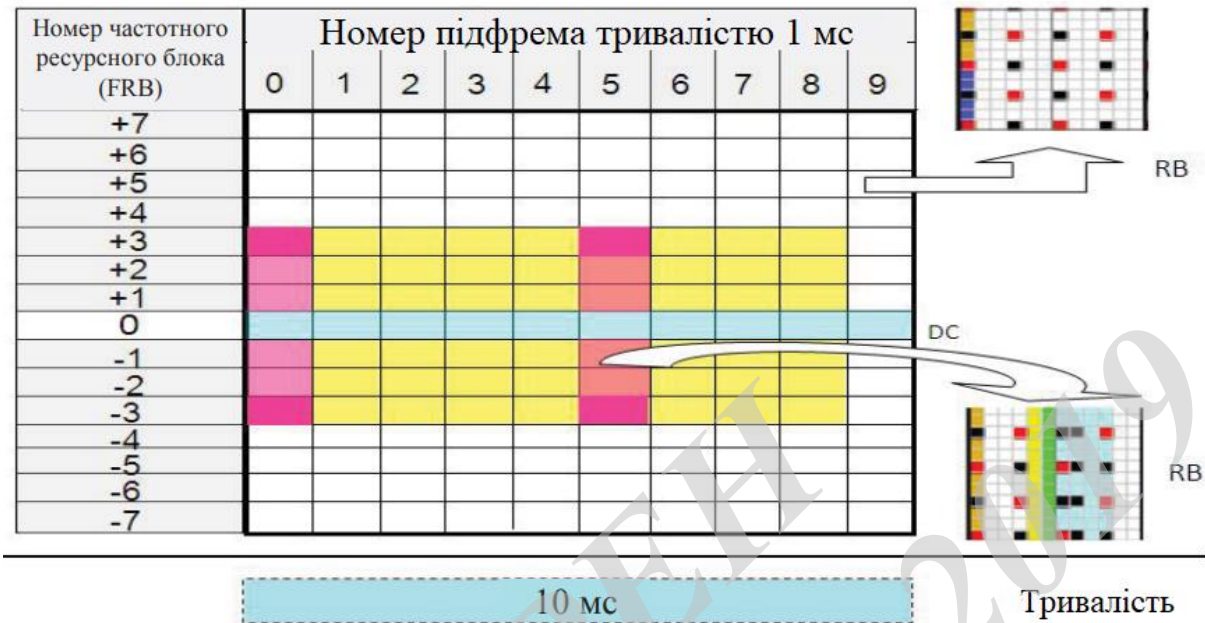 Номер частотного
ресурсного блока
(FRB)
Номер підфрема тривалістю 1 мс
0 1 2 3 4 5 6 7 8 9
+7
+6
+5
+4
+3
+2
+1
0
-1
-2
-3
-4
-5
-6
-7
RB
DC
RB
10 мс
Тривалість
ЕН
2019